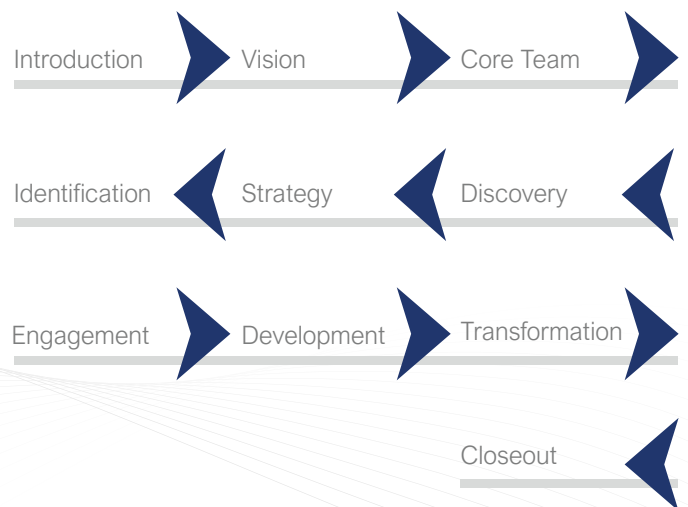 Introduction Vision Core Team
Identification Strategy Discovery
Engagement Development Transformation
Closeout